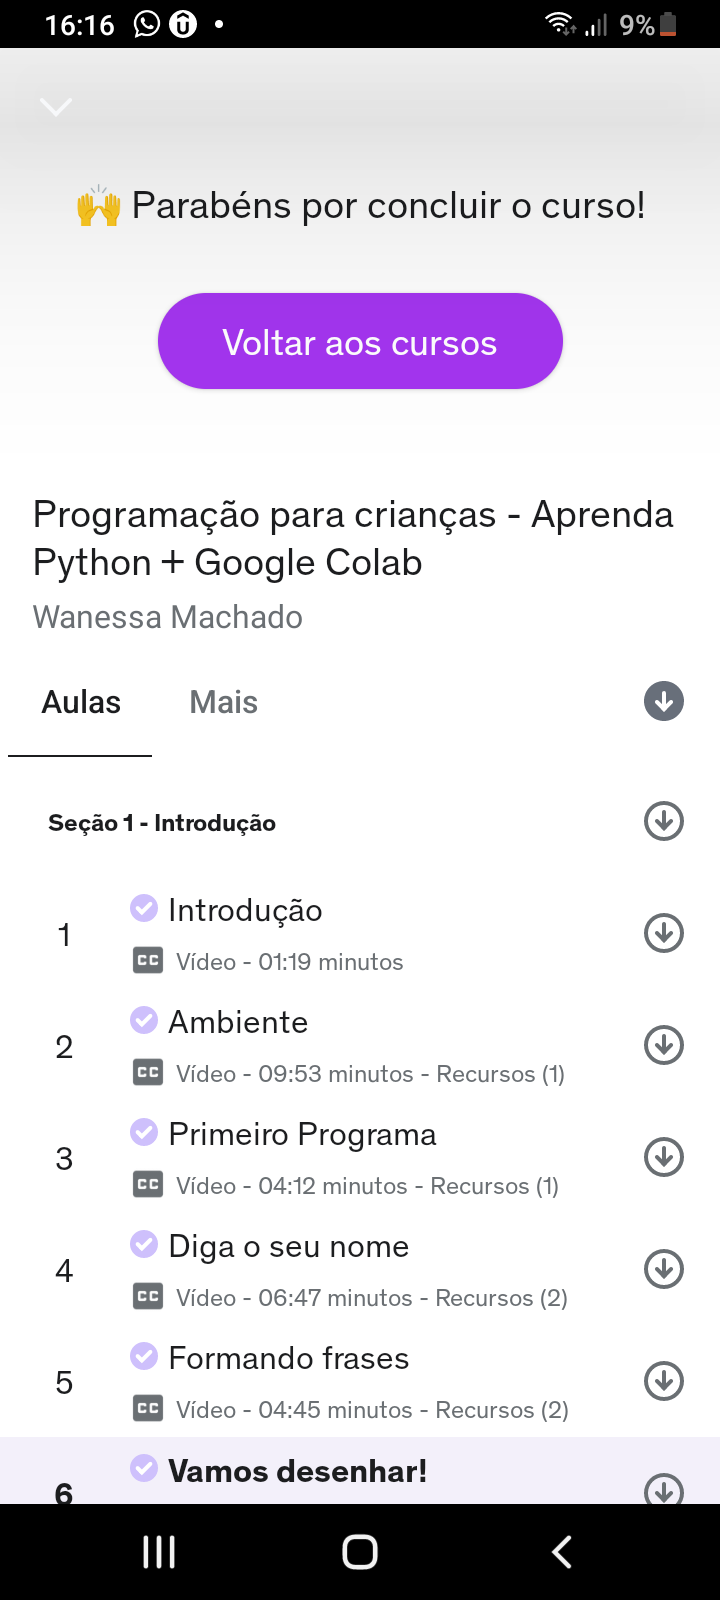 16:16
9%
🙌 Parabéns por concluir o curso!
Voltar aos cursos
Programação para crianças - Aprenda
Python + Google Colab
Wanessa Machado
Aulas Mais
Seção 1 - Introdução
1 Introdução
CC Vídeo - 01:19 minutos
2 Ambiente
CC Vídeo - 09:53 minutos - Recursos (1)
3 Primeiro Programa
CC Vídeo - 04:12 minutos - Recursos (1)
4 Diga o seu nome
CC Vídeo - 06:47 minutos - Recursos (2)
5 Formando frases
CC Vídeo - 04:45 minutos - Recursos (2)
6 Vamos desenhar!